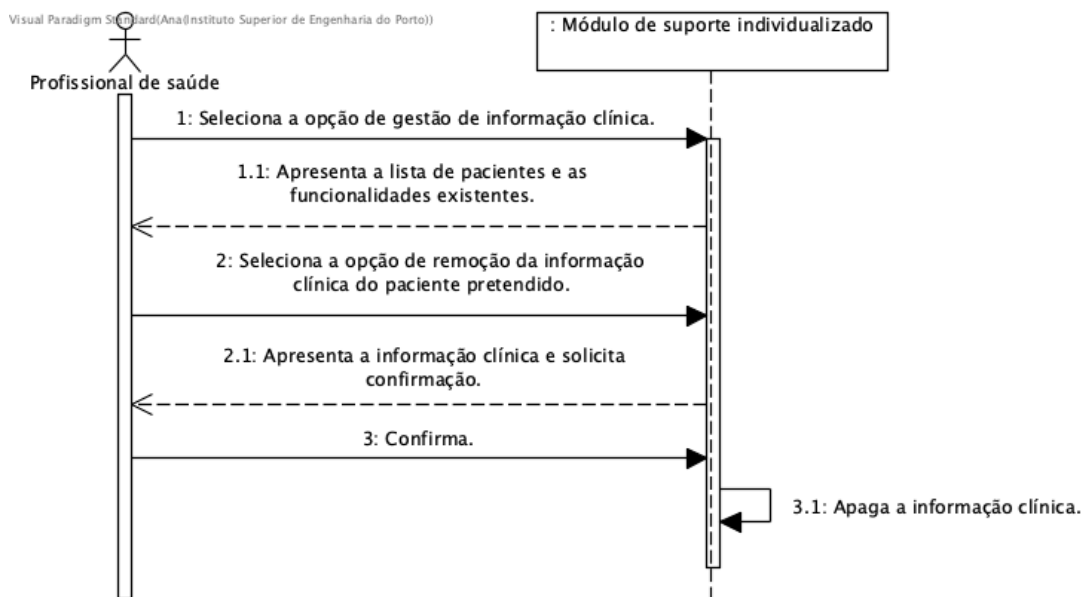 Visual Paradigm Standard(Ana(Instituto Superior de Engenharia do Porto))
: Módulo de suporte individualizado
Profissional de saúde
1: Seleciona a opção de gestão de informação clínica.
1.1: Apresenta a lista de pacientes e as
funcionalidades existentes.
2: Seleciona a opção de remoção da informação
clínica do paciente pretendido.
2.1: Apresenta a informação clínica e solicita
confirmação.
3: Confirma.
3.1: Apaga a informação clínica.